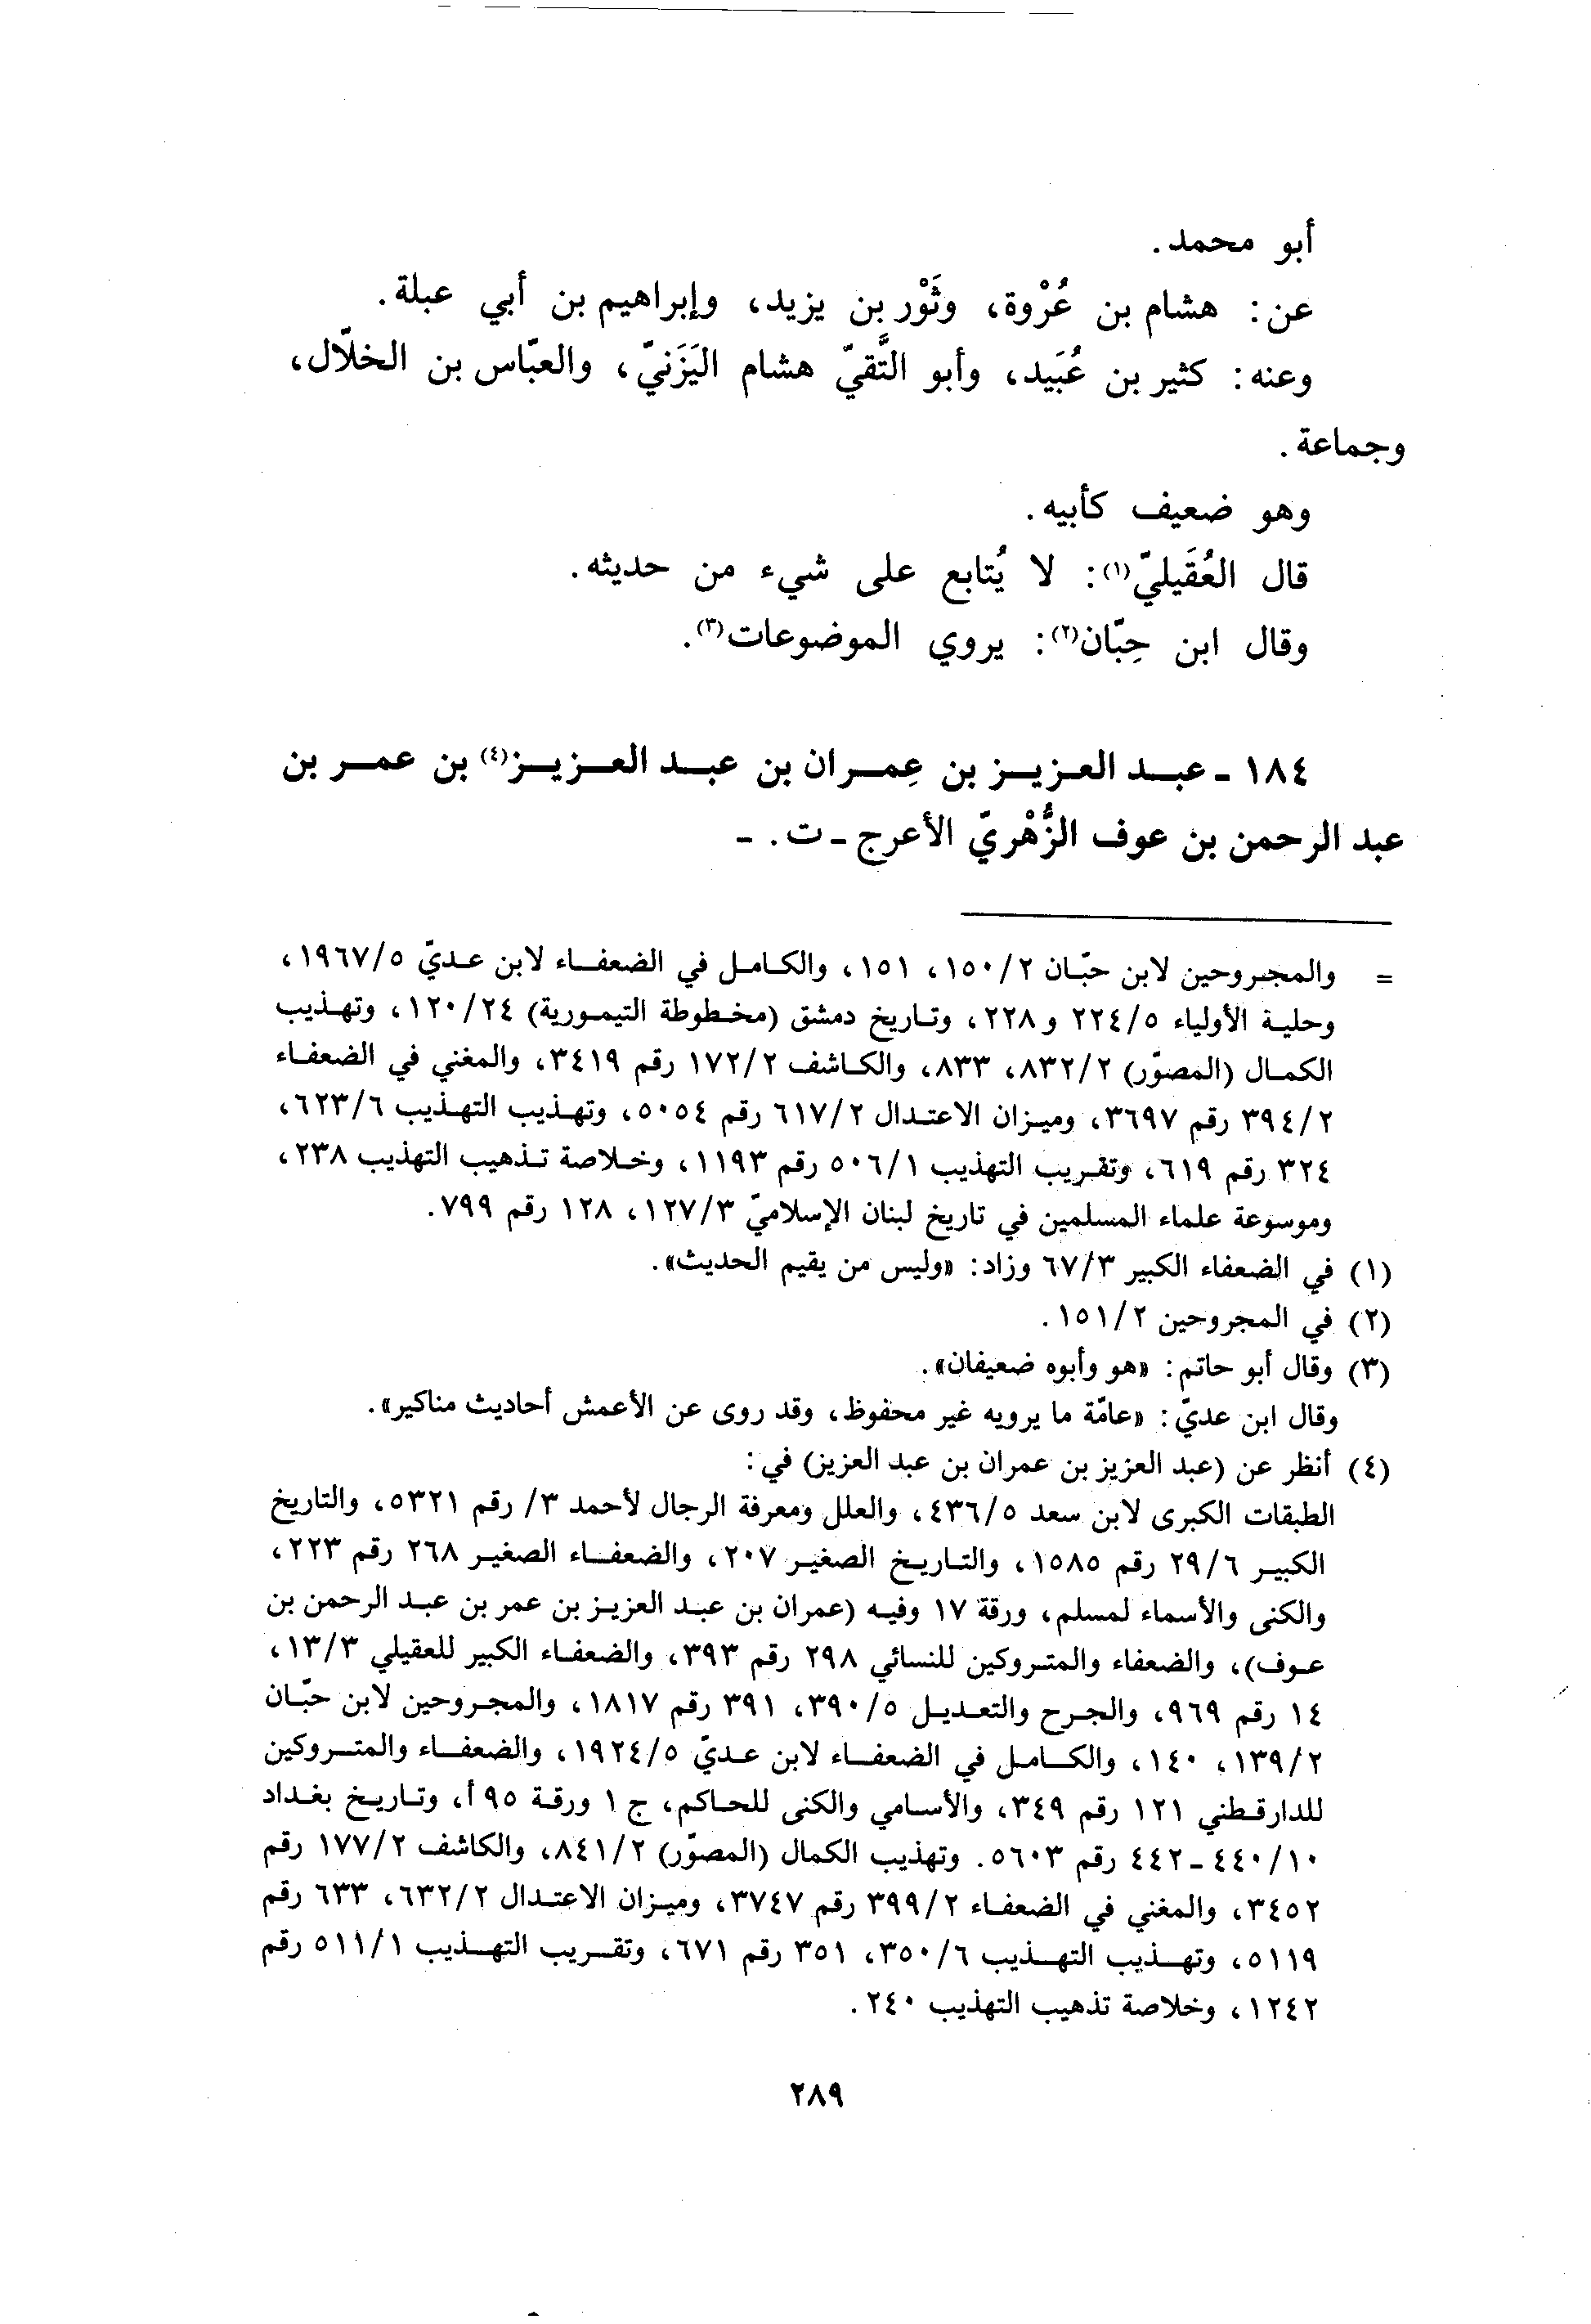 أبو محمد.
عن: هشام بن عُرْوة، وثَوْر بن يزيد، وإبراهيم بن أبي عبلة.
وعنه: كثير بن عُبَيد، وأبو التَّقيّ هشام اليَزَنيّ، والعبّاس بن الخلّال،
وجماعة.
وهو ضعيف كأبيه.
قال العُقَيليّ(١): لا يُتابع على شيء من حديثه.
وقال ابن حِبّان(٢): يروي الموضوعات(٣).
١٨٤ ـ عبد العزيز بن عِمران بن عبد العزيز(٤) بن عمر بن
عبد الرحمن بن عوف الزُّهْريّ الأعرج ـ ت. ـ
= والمجروحين لابن حبّان ١٥٠/٢، ١٥١، والكامل في الضعفاء لابن عديّ ١٩٦٧/٥،
وحلية الأولياء ٢٢٤/٥ و٢٢٨، وتاريخ دمشق (مخطوطة التيمورية) ١٢٠/٢٤، وتهذيب
الكمال (المصوّر) ٨٣٢/٢، ٨٣٣، والكاشف ١٧٢/٢ رقم ٣٤١٩، والمغني في الضعفاء
٣٩٤/٢ رقم ٣٦٩٧، وميزان الاعتدال ٦١٧/٢ رقم ٥٠٥٤، وتهذيب التهذيب ٦٢٣/٦،
٣٢٤ رقم ٦١٩، وتقريب التهذيب ٥٠٦/١ رقم ١١٩٣، وخلاصة تذهيب التهذيب ٢٣٨،
وموسوعة علماء المسلمين في تاريخ لبنان الإسلاميّ ١٢٧/٣، ١٢٨ رقم ٧٩٩.
(١) في الضعفاء الكبير ٦٧/٣ وزاد: «وليس من يقيم الحديث».
(٢) في المجروحين ١٥١/٢.
(٣) وقال أبو حاتم: «هو وأبوه ضعيفان».
وقال ابن عديّ: «عامّة ما يرويه غير محفوظ، وقد روى عن الأعمش أحاديث مناكير».
(٤) أنظر عن (عبد العزيز بن عمران بن عبد العزيز) في:
الطبقات الكبرى لابن سعد ٤٣٦/٥، والعلل ومعرفة الرجال لأحمد ٣/ رقم ٥٣٢١، والتاريخ
الكبير ٢٩/٦ رقم ١٥٨٥، والتاريخ الصغير ٢٠٧، والضعفاء الصغير ٢٦٨ رقم ٢٢٣،
والكنى والأسماء لمسلم، ورقة ١٧ وفيه (عمران بن عبد العزيز بن عمر بن عبد الرحمن بن
عوف)، والضعفاء والمتروكين للنسائي ٢٩٨ رقم ٣٩٣، والضعفاء الكبير للعقيلي ١٣/٣،
١٤ رقم ٩٦٩، والجرح والتعديل ٣٩٠/٥، ٣٩١ رقم ١٨١٧، والمجروحين لابن حبّان
١٣٩/٢، ١٤٠، والكامل في الضعفاء لابن عديّ ١٩٢٤/٥، والضعفاء والمتروكين
للدارقطني ١٢١ رقم ٣٤٩، والأسامي والكنى للحاكم، ج ١ ورقة ٩٥ أ، وتاريخ بغداد
٤٤٠/١٠ ـ ٤٤٢ رقم ٥٦٠٣. وتهذيب الكمال (المصوّر) ٨٤١/٢، والكاشف ١٧٧/٢ رقم
٣٤٥٢، والمغني في الضعفاء ٣٩٩/٢ رقم ٣٧٤٧، وميزان الاعتدال ٦٣٢/٢، ٦٣٣ رقم
٥١١٩، وتهذيب التهذيب ٣٥٠/٦، ٣٥١ رقم ٦٧١، وتقريب التهذيب ٥١١/١ رقم
١٢٤٢، وخلاصة تذهيب التهذيب ٢٤٠.
٢٨٩